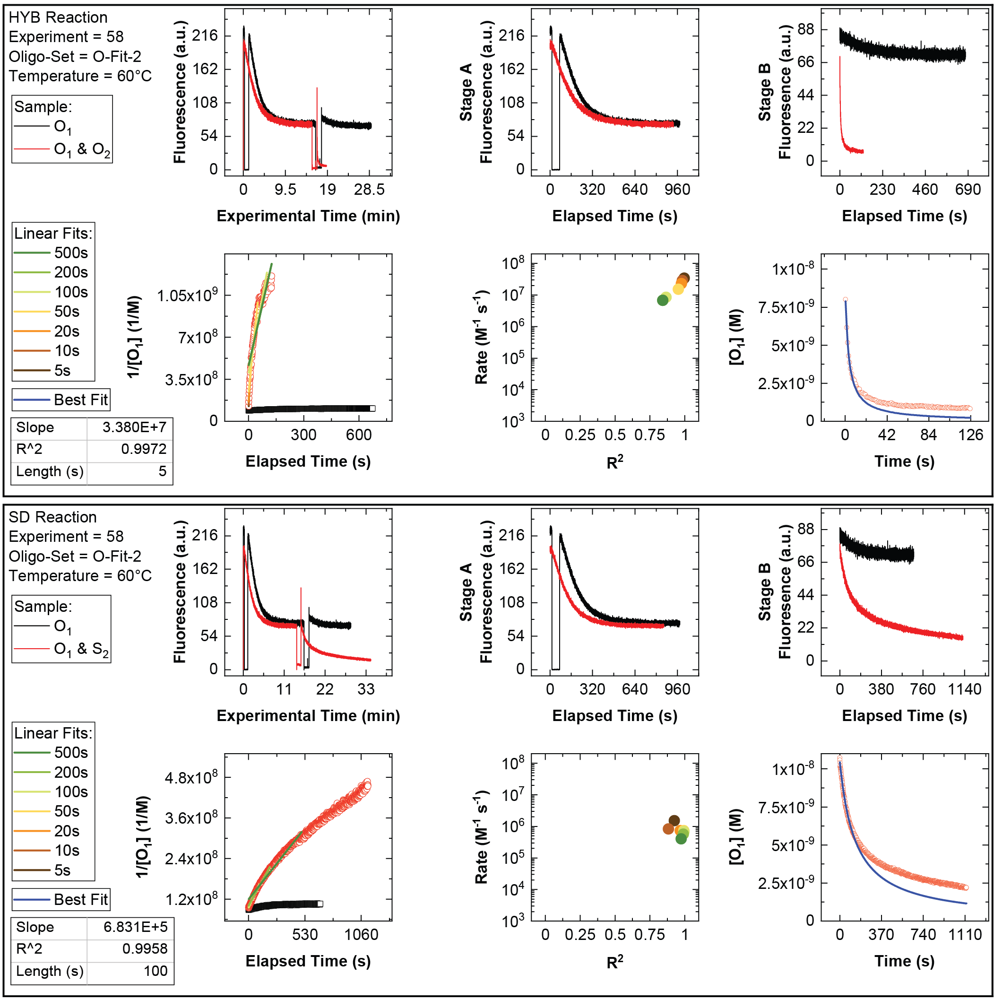 HYB Reaction
Experiment = 58
Oligo-Set = O-Fit-2
Temperature = 60°C
Sample:
O1
O1 & O2
Fluorescence (a.u.)
216
162
108
54
0
0 9.5 19 28.5
Experimental Time (min)
Stage A
Fluorescence (a.u.)
216
162
108
54
0
0 320 640 960
Elapsed Time (s)
Stage B
Fluoresence (a.u.)
88
66
44
22
0
0 230 460 690
Elapsed Time (s)
Linear Fits:
500s
200s
100s
50s
20s
10s
5s
Best Fit
Slope 3.380E+7
R^2 0.9972
Length (s) 5
1/[O1] (1/M)
1.05x10^9
7x10^8
3.5x10^8
0
0 300 600
Elapsed Time (s)
Rate (M^-1 s^-1)
10^8
10^7
10^6
10^5
10^4
10^3
0 0.25 0.5 0.75 1
R^2
[O1] (M)
1x10^-8
7.5x10^-9
5x10^-9
2.5x10^-9
0
0 42 84 126
Time (s)
SD Reaction
Experiment = 58
Oligo-Set = O-Fit-2
Temperature = 60°C
Sample:
O1
O1 & S2
Fluorescence (a.u.)
216
162
108
54
0
0 11 22 33
Experimental Time (min)
Stage A
Fluorescence (a.u.)
216
162
108
54
0
0 320 640 960
Elapsed Time (s)
Stage B
Fluoresence (a.u.)
88
66
44
22
0
0 380 760 1140
Elapsed Time (s)
Linear Fits:
500s
200s
100s
50s
20s
10s
5s
Best Fit
Slope 6.831E+5
R^2 0.9958
Length (s) 100
1/[O1] (1/M)
4.8x10^8
3.6x10^8
2.4x10^8
1.2x10^8
0 530 1060
Elapsed Time (s)
Rate (M^-1 s^-1)
10^8
10^7
10^6
10^5
10^4
10^3
0 0.25 0.5 0.75 1
R^2
[O1] (M)
1x10^-8
7.5x10^-9
5x10^-9
2.5x10^-9
0
0 370 740 1110
Time (s)